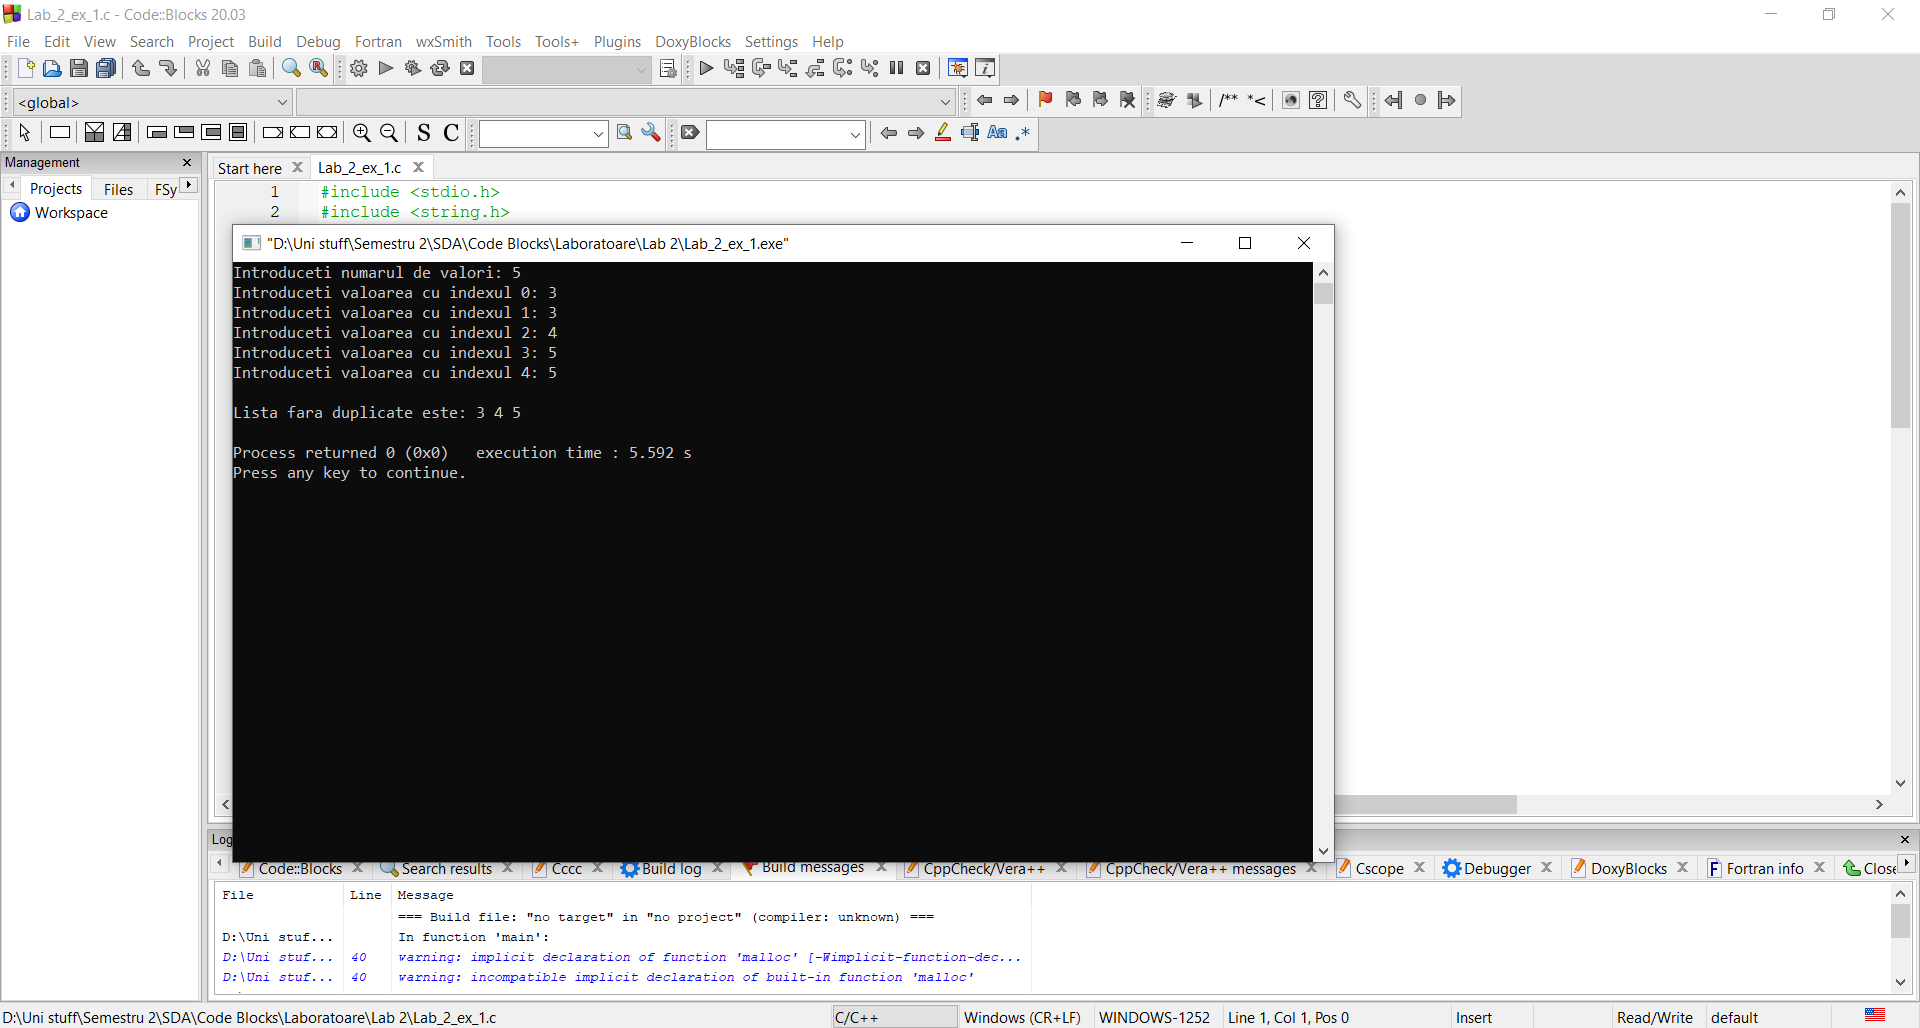 Lab_2_ex_1.c - Code::Blocks 20.03
File Edit View Search Project Build Debug Fortran wxSmith Tools Tools+ Plugins DoxyBlocks Settings Help
<global>
/** *<
S C
Aa .*
Management
Projects Files FSy
Workspace
Start here Lab_2_ex_1.c
1 #include <stdio.h>
2 #include <string.h>
"D:\Uni stuff\Semestru 2\SDA\Code Blocks\Laboratoare\Lab 2\Lab_2_ex_1.exe"
Introduceti numarul de valori: 5
Introduceti valoarea cu indexul 0: 3
Introduceti valoarea cu indexul 1: 3
Introduceti valoarea cu indexul 2: 4
Introduceti valoarea cu indexul 3: 5
Introduceti valoarea cu indexul 4: 5
Lista fara duplicate este: 3 4 5
Process returned 0 (0x0)   execution time : 5.592 s
Press any key to continue.
Log
Code::Blocks Search results Cccc Build log Build messages CppCheck/Vera++ CppCheck/Vera++ messages Cscope Debugger DoxyBlocks Fortran info Close
File Line Message
=== Build file: "no target" in "no project" (compiler: unknown) ===
D:\Uni stuf... In function 'main':
D:\Uni stuf... 40 warning: implicit declaration of function 'malloc' [-Wimplicit-function-dec...
D:\Uni stuf... 40 warning: incompatible implicit declaration of built-in function 'malloc'
D:\Uni stuff\Semestru 2\SDA\Code Blocks\Laboratoare\Lab 2\Lab_2_ex_1.c C/C++ Windows (CR+LF) WINDOWS-1252 Line 1, Col 1, Pos 0 Insert Read/Write default